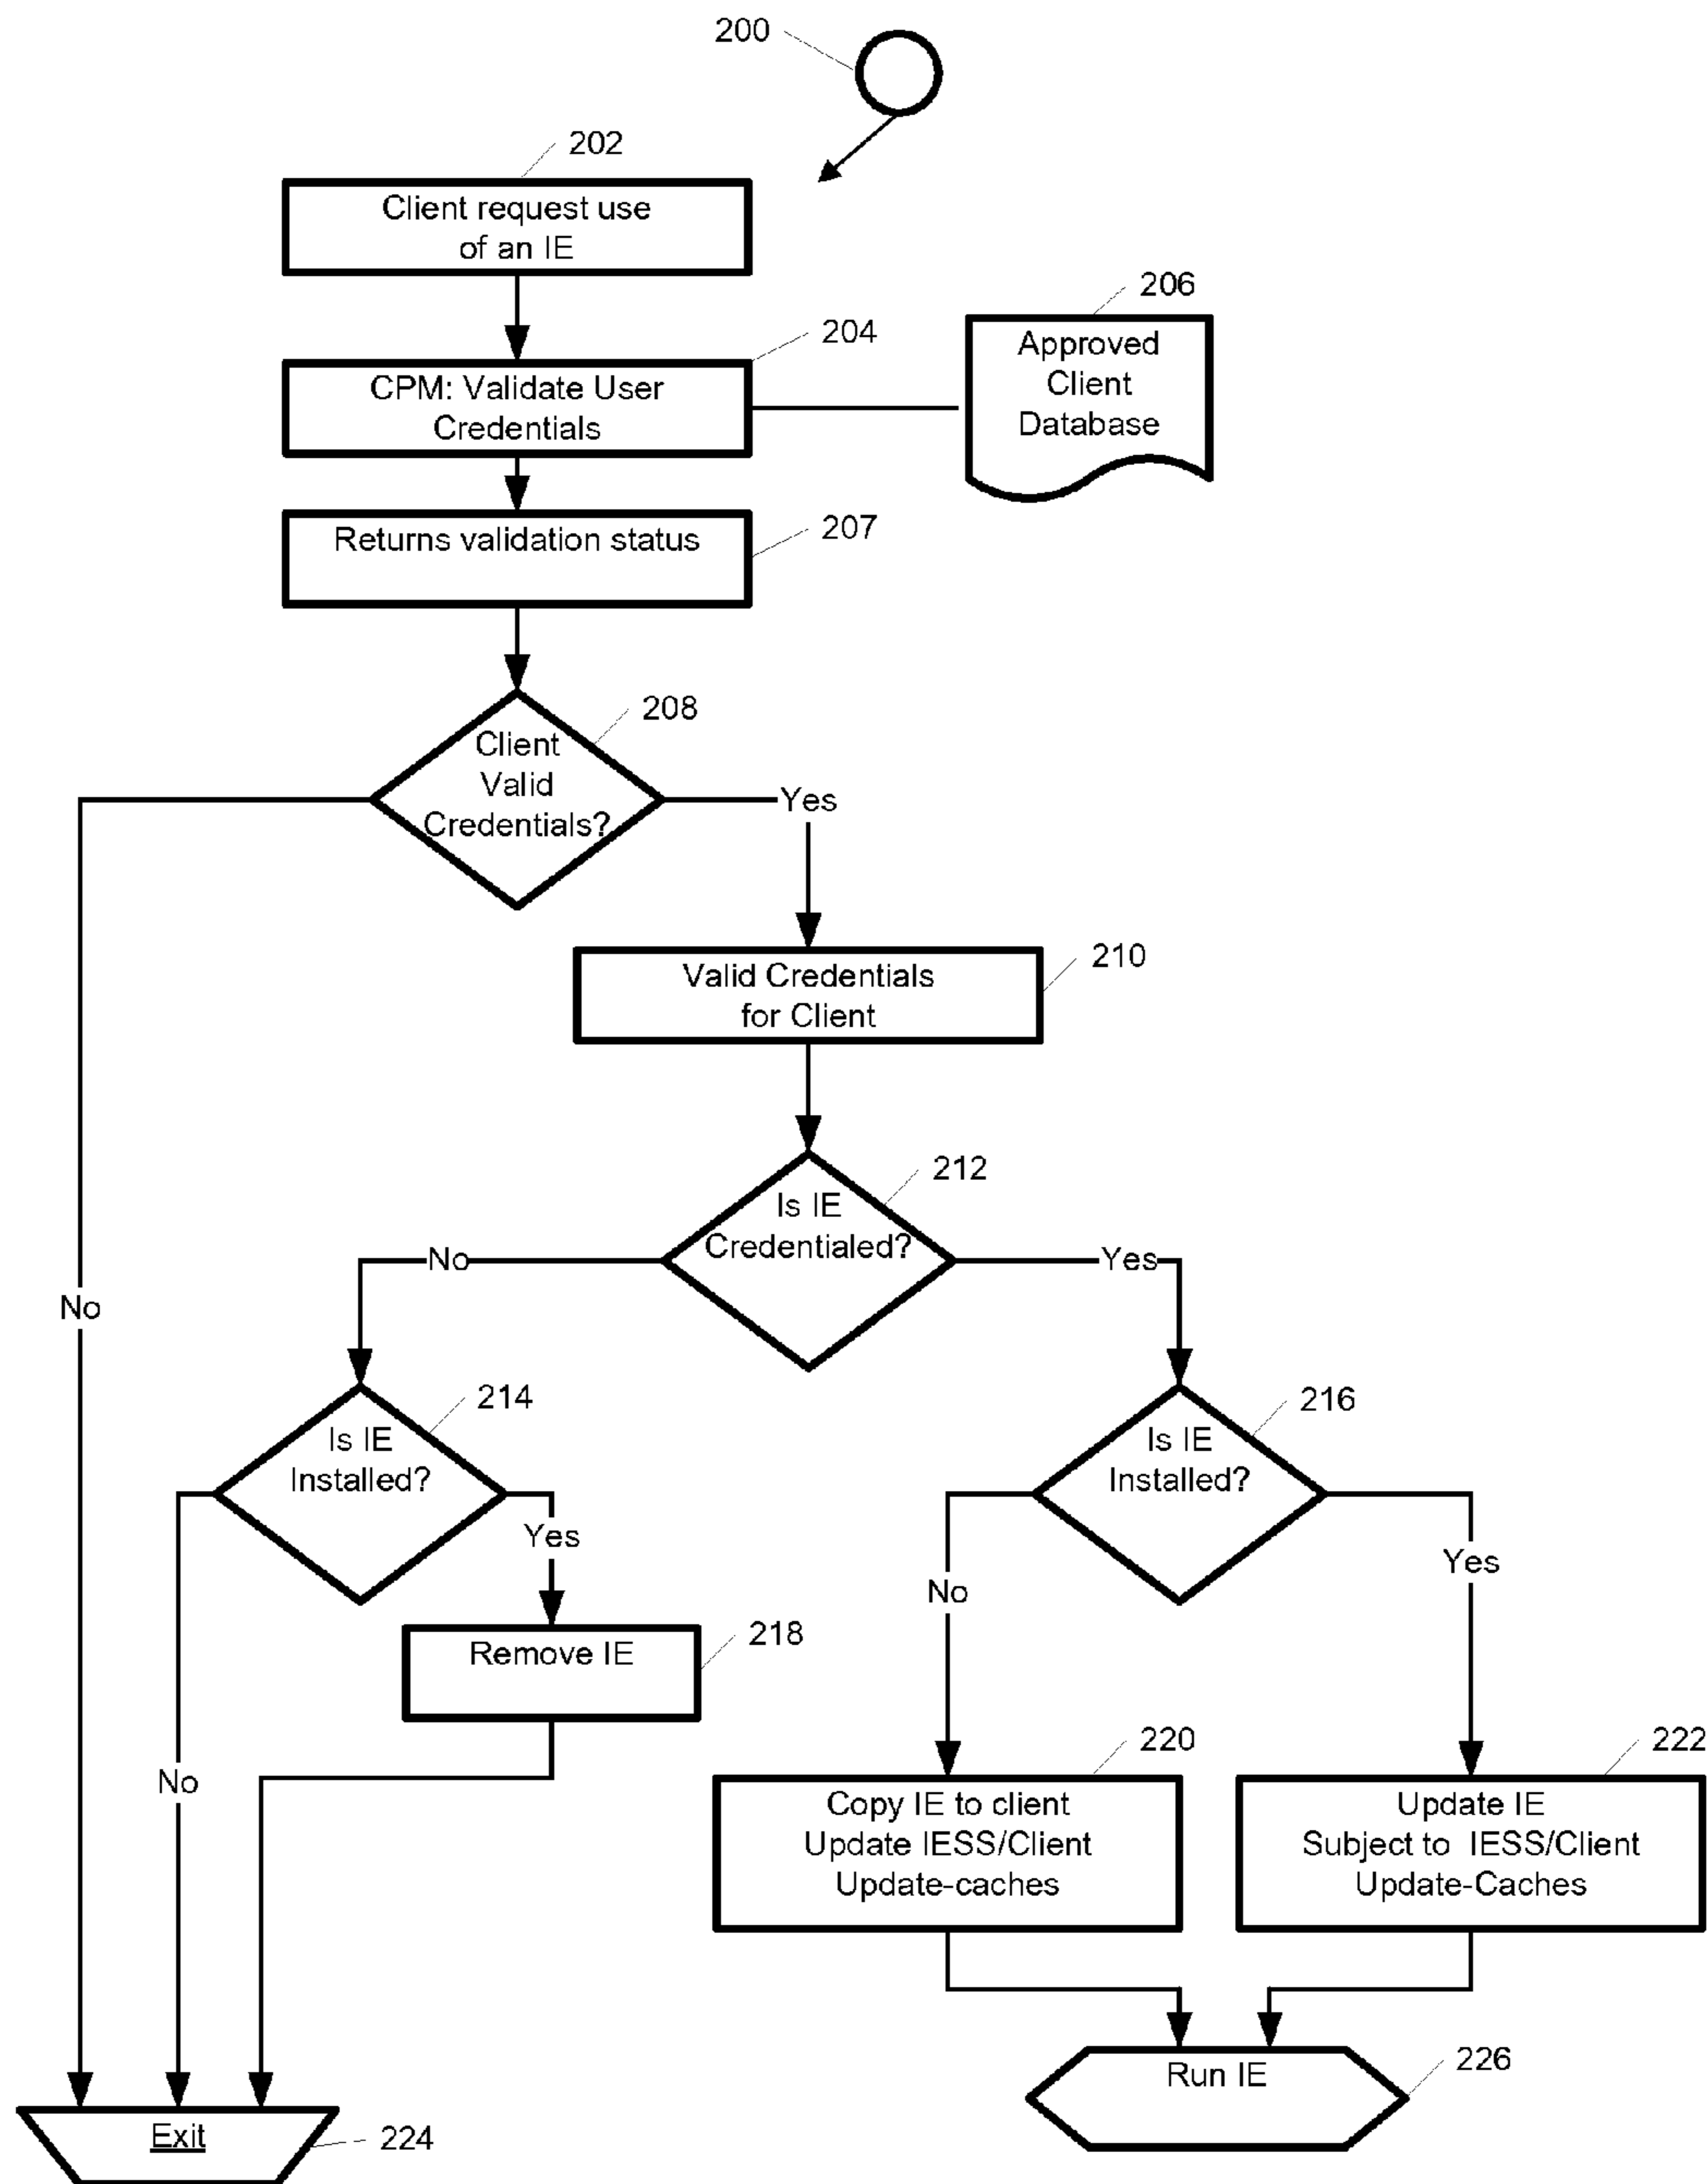 200
202
Client request use
of an IE
206
204
Approved
Client
Database
CPM: Validate User
Credentials
Returns validation status
207
208
Client
Valid
Credentials?
Yes
210
Valid Credentials
for Client
212
Is IE
Credentialed?
No
Yes
No
214
Is IE
Installed?
216
Is IE
Installed?
Yes
Yes
No
218
Remove IE
No
220
222
Copy IE to client
Update IESS/Client
Update-caches
Update IE
Subject to IESS/Client
Update-Caches
Run IE
226
Exit
224